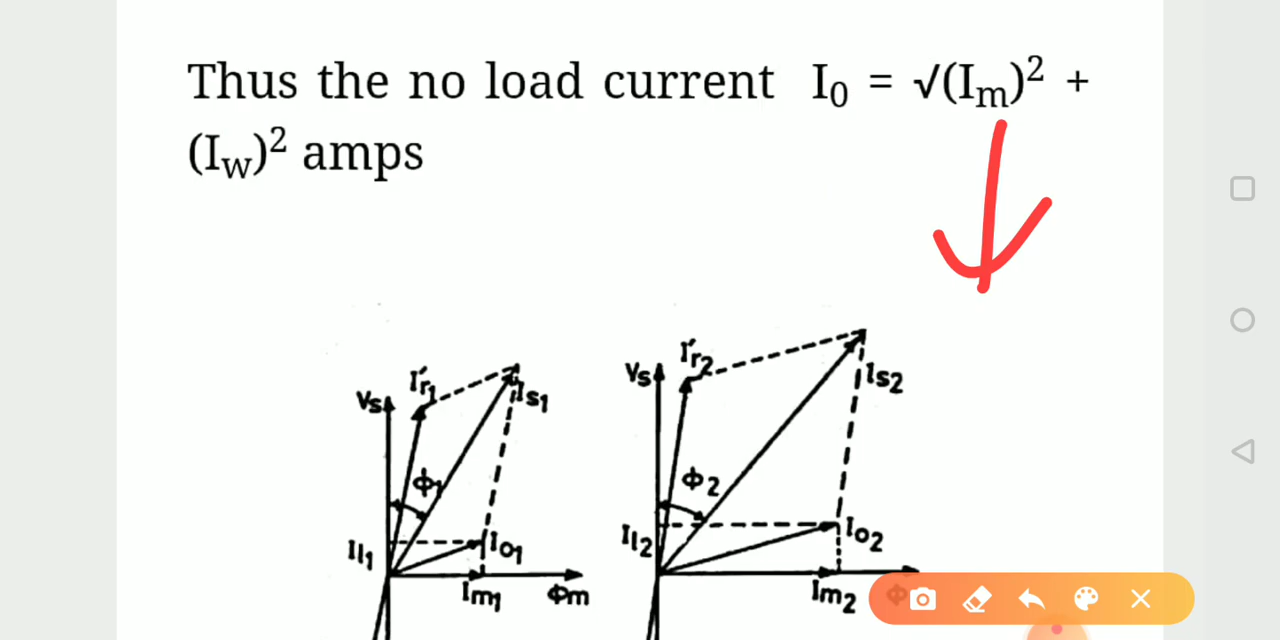 Thus the no load current I₀ = √(Iₘ)² +
(I_w)² amps
Vs I'r1 Is1
Φ1
Il1 Io1
Im1 Φm
Vs I'r2 Is2
Φ2
Il2 Io2
Im2